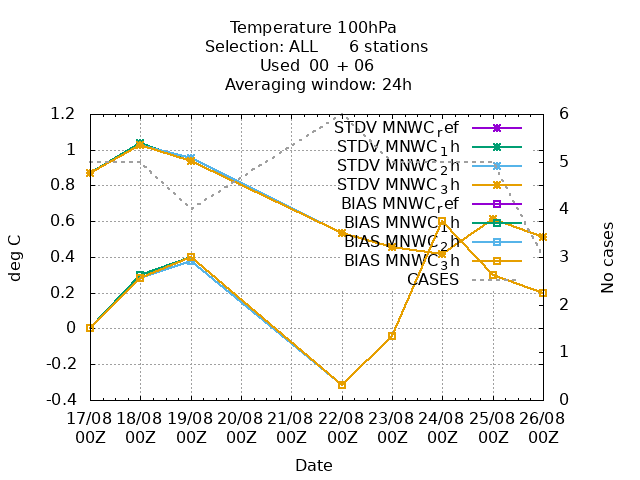 Temperature 100hPa
Selection: ALL 6 stations
Used 00 + 06
Averaging window: 24h
1.2
1
0.8
0.6
0.4
0.2
0
-0.2
-0.4
deg C
6
5
4
3
2
1
0
No cases
STDV MNWC_ref
STDV MNWC_1h
STDV MNWC_2h
STDV MNWC_3h
BIAS MNWC_ref
BIAS MNWC_1h
BIAS MNWC_2h
BIAS MNWC_3h
CASES
17/08 18/08 19/08 20/08 21/08 22/08 23/08 24/08 25/08 26/08
00Z 00Z 00Z 00Z 00Z 00Z 00Z 00Z 00Z 00Z
Date